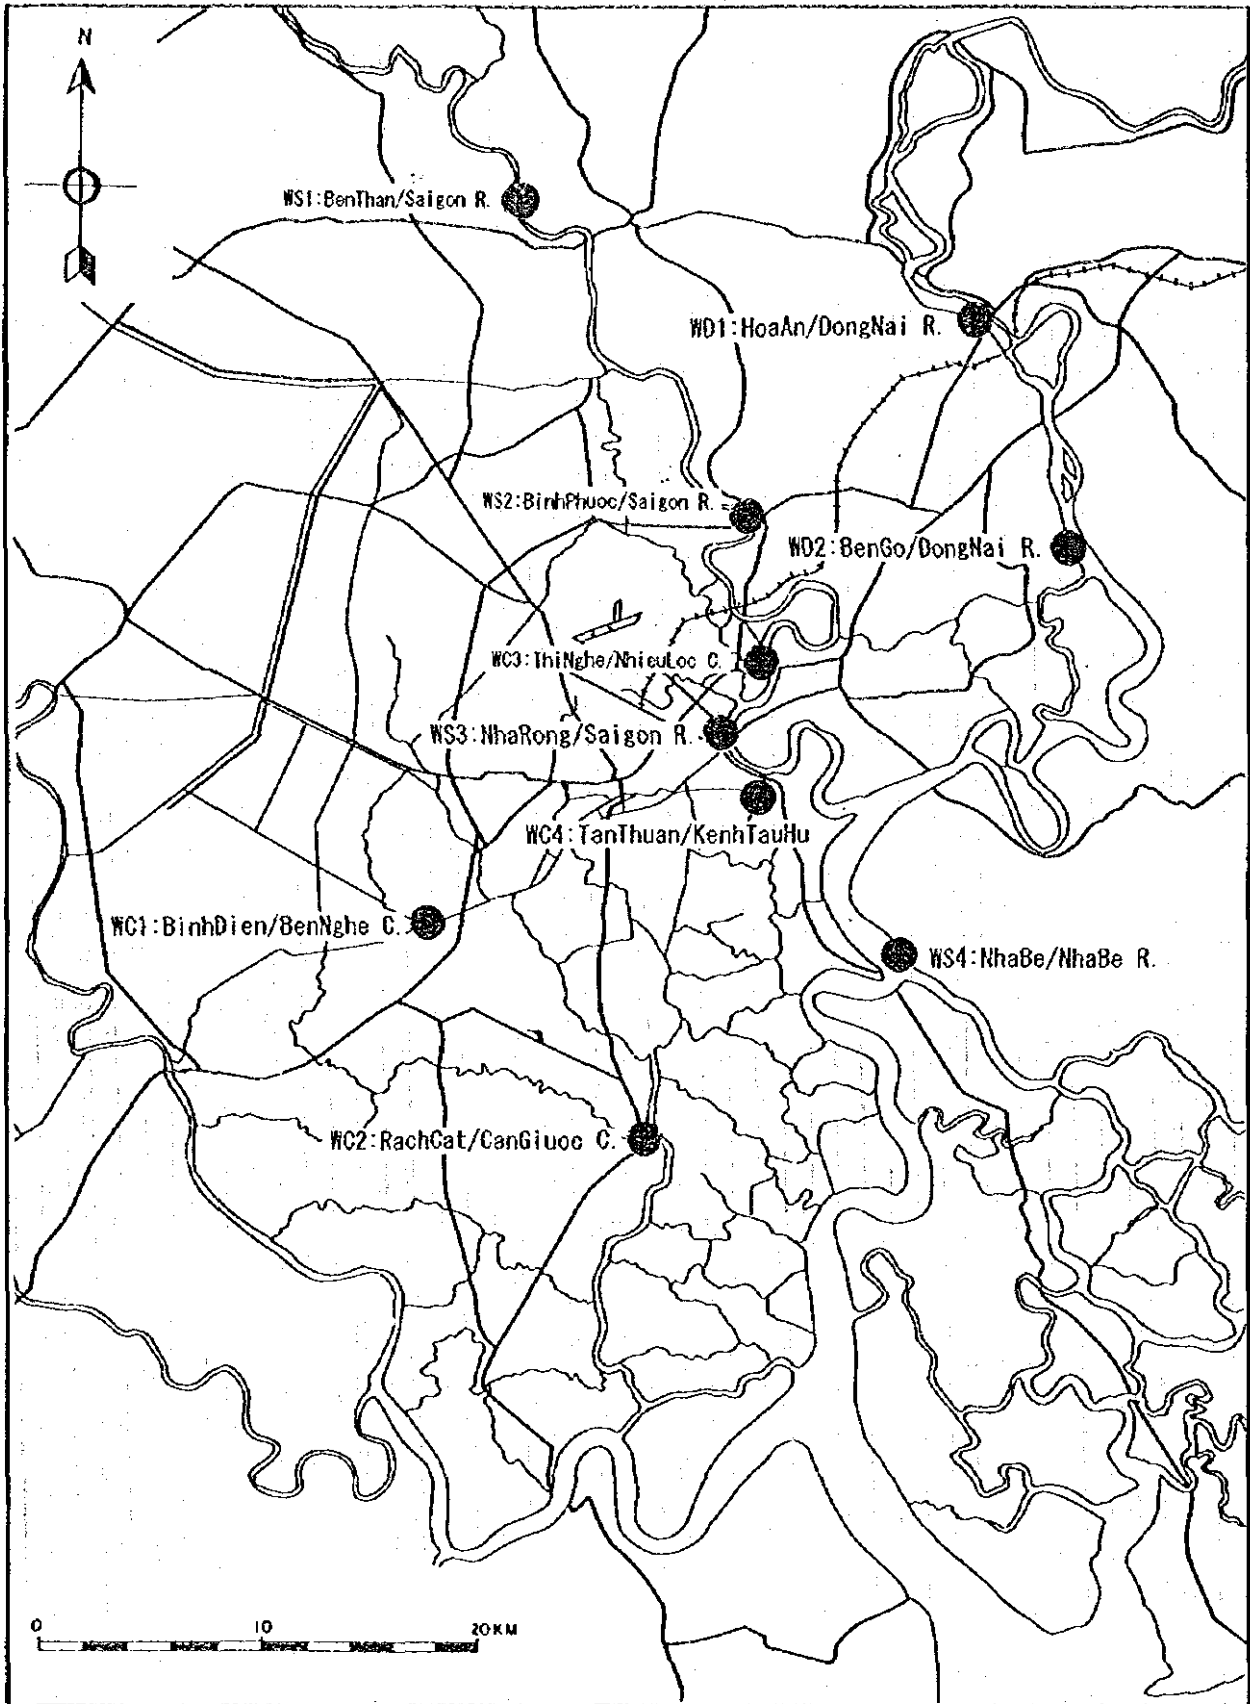 N
WS1:BenThan/Saigon R.
WD1:HoaAn/DongNai R.
WS2:BinhPhuoc/Saigon R.
WD2:BenGo/DongNai R.
WC3:ThiNghe/NhieuLoc C.
WS3:NhaRong/Saigon R.
WC4:TanThuan/KenhTauHu
WC1:BinhDien/BenNghe C.
WS4:NhaBe/NhaBe R.
WC2:RachCat/CanGiuoc C.
0 10 20KM